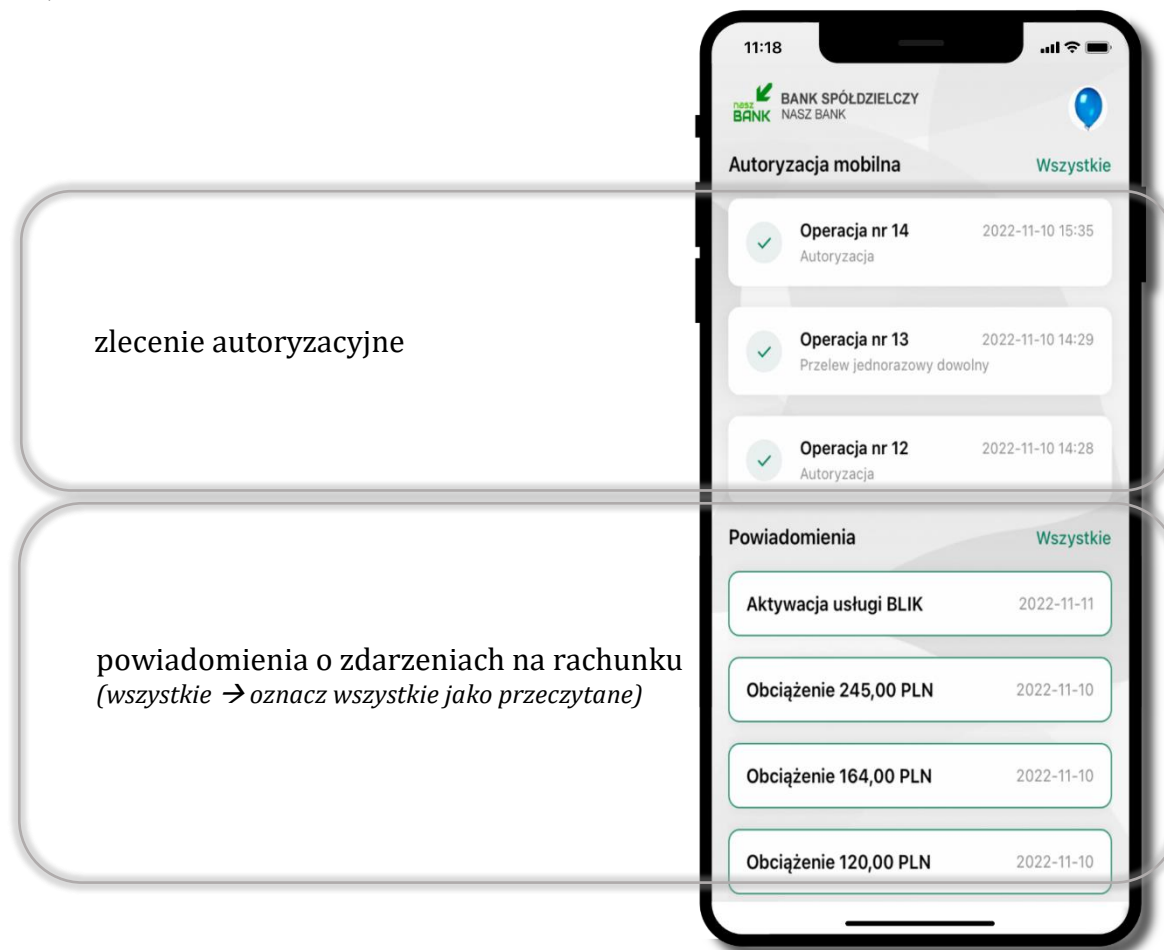 11:18
nasz
BANK
BANK SPÓŁDZIELCZY
NASZ BANK
Autoryzacja mobilna Wszystkie
Operacja nr 14 2022-11-10 15:35
Autoryzacja
zlecenie autoryzacyjne
Operacja nr 13 2022-11-10 14:29
Przelew jednorazowy dowolny
Operacja nr 12 2022-11-10 14:28
Autoryzacja
Powiadomienia Wszystkie
Aktywacja usługi BLIK 2022-11-11
powiadomienia o zdarzeniach na rachunku
(wszystkie → oznacz wszystkie jako przeczytane)
Obciążenie 245,00 PLN 2022-11-10
Obciążenie 164,00 PLN 2022-11-10
Obciążenie 120,00 PLN 2022-11-10